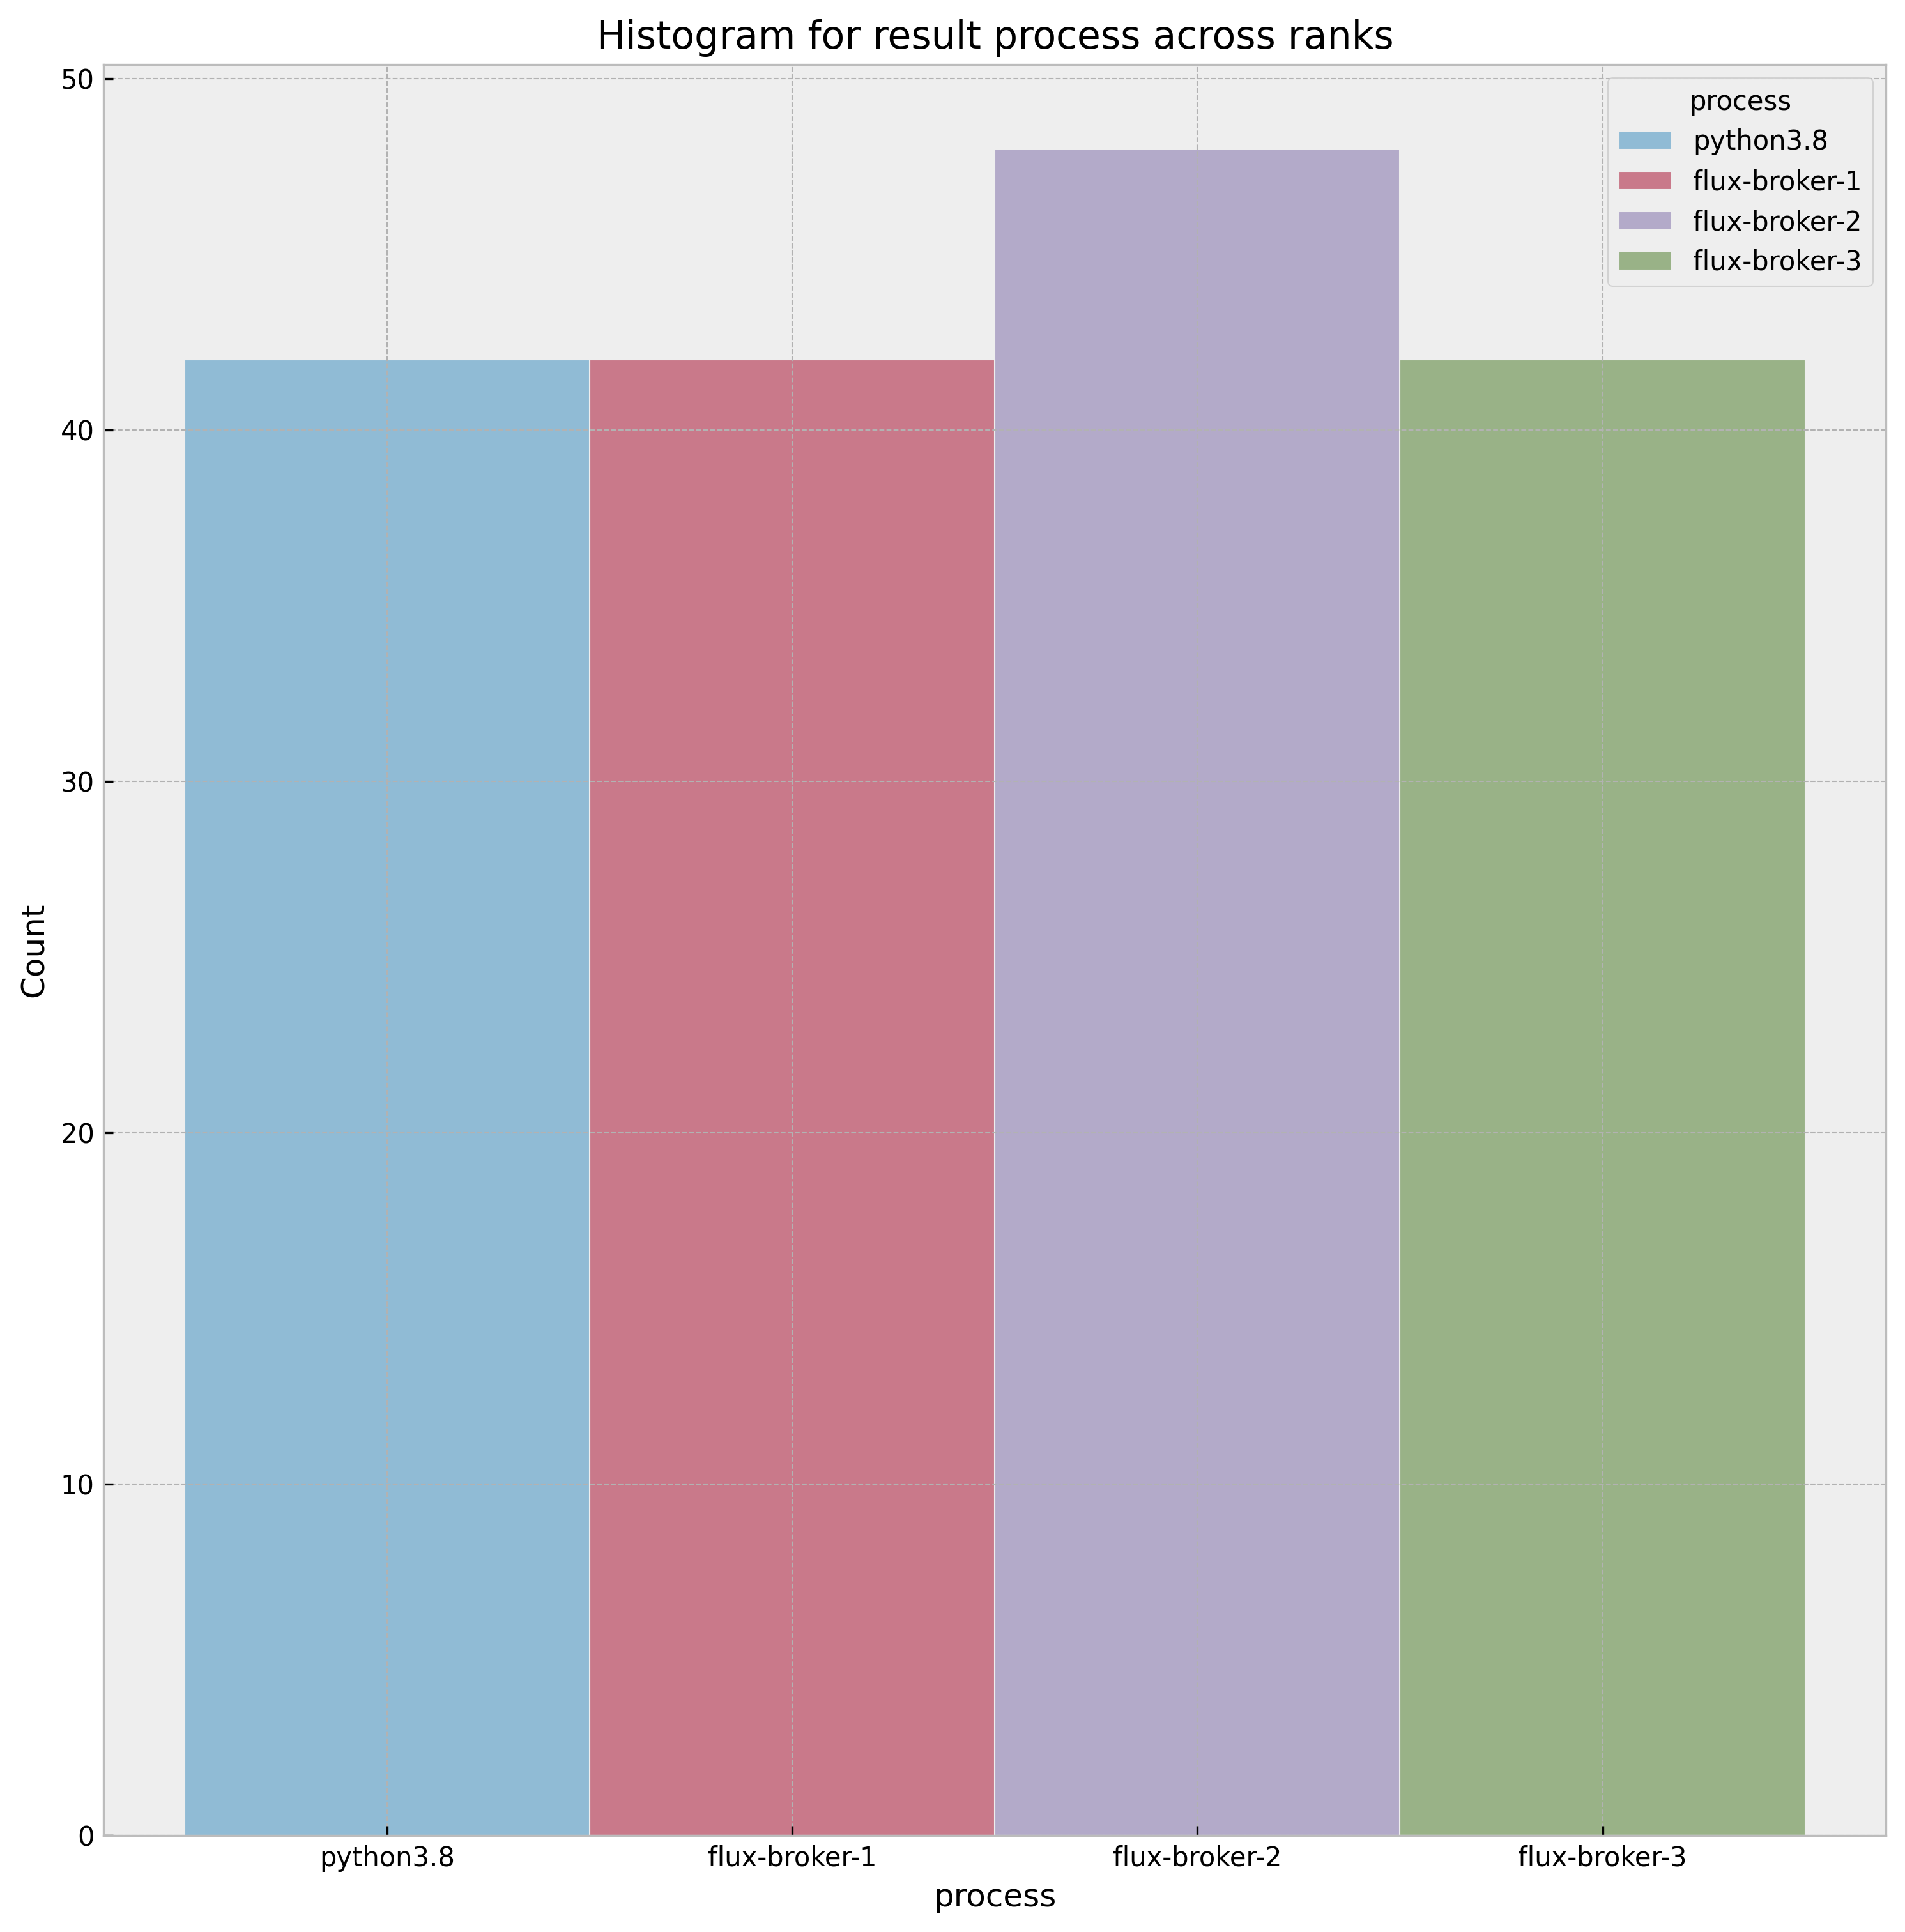 Histogram for result process across ranks
50
40
30
20
10
0
Count
process
python3.8
flux-broker-1
flux-broker-2
flux-broker-3
python3.8 flux-broker-1 flux-broker-2 flux-broker-3
process